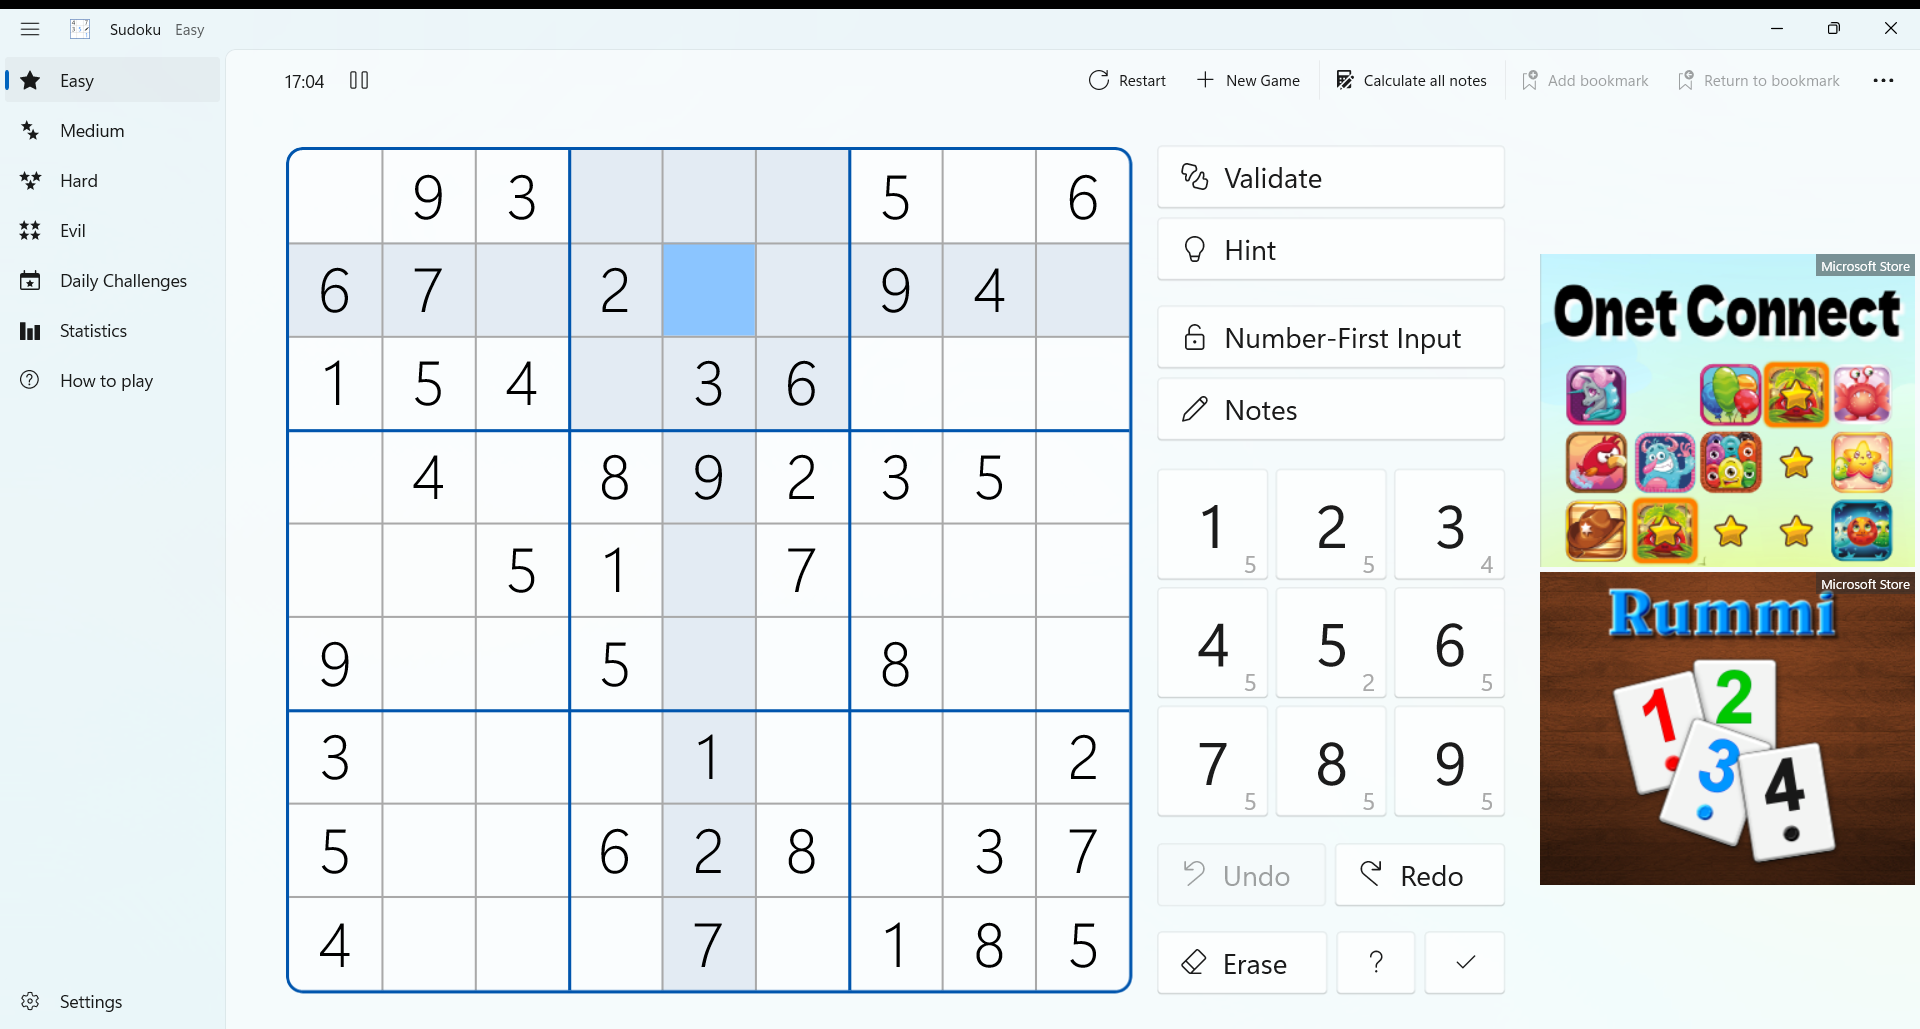 Sudoku Easy
Easy
Medium
Hard
Evil
Daily Challenges
Statistics
How to play
Settings
17:04
Restart
New Game
Calculate all notes
Add bookmark
Return to bookmark
9 3 5 6
6 7 2 9 4
1 5 4 3 6
4 8 9 2 3 5
5 1 7
9 5 8
3 1 2
5 6 2 8 3 7
4 7 1 8 5
Validate
Hint
Number-First Input
Notes
1 2 3
5 5 4
4 5 6
5 2 5
7 8 9
5 5 5
Undo
Redo
Erase
?
Microsoft Store
Onet Connect
Microsoft Store
Rummi
1 2
3 4